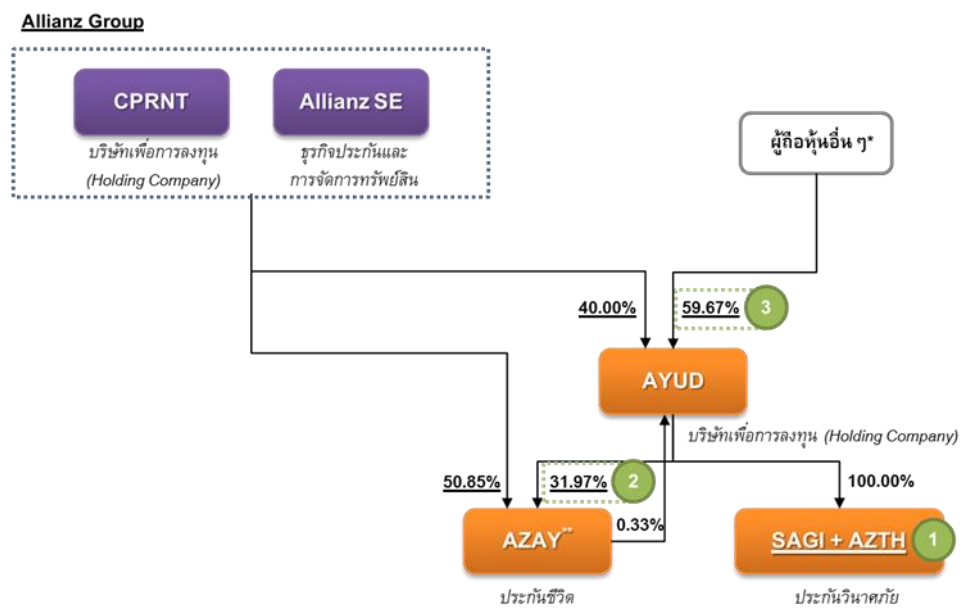 Allianz Group
CPRNT
Allianz SE
บริษัทเพื่อการลงทุน
(Holding Company)
ธุรกิจประกันและ
การจัดการทรัพย์สิน
ผู้ถือหุ้นอื่น ๆ*
40.00%
59.67%
3
AYUD
บริษัทเพื่อการลงทุน (Holding Company)
50.85%
31.97%
2
100.00%
0.33%
AZAY**
SAGI + AZTH
1
ประกันชีวิต
ประกันวินาศภัย